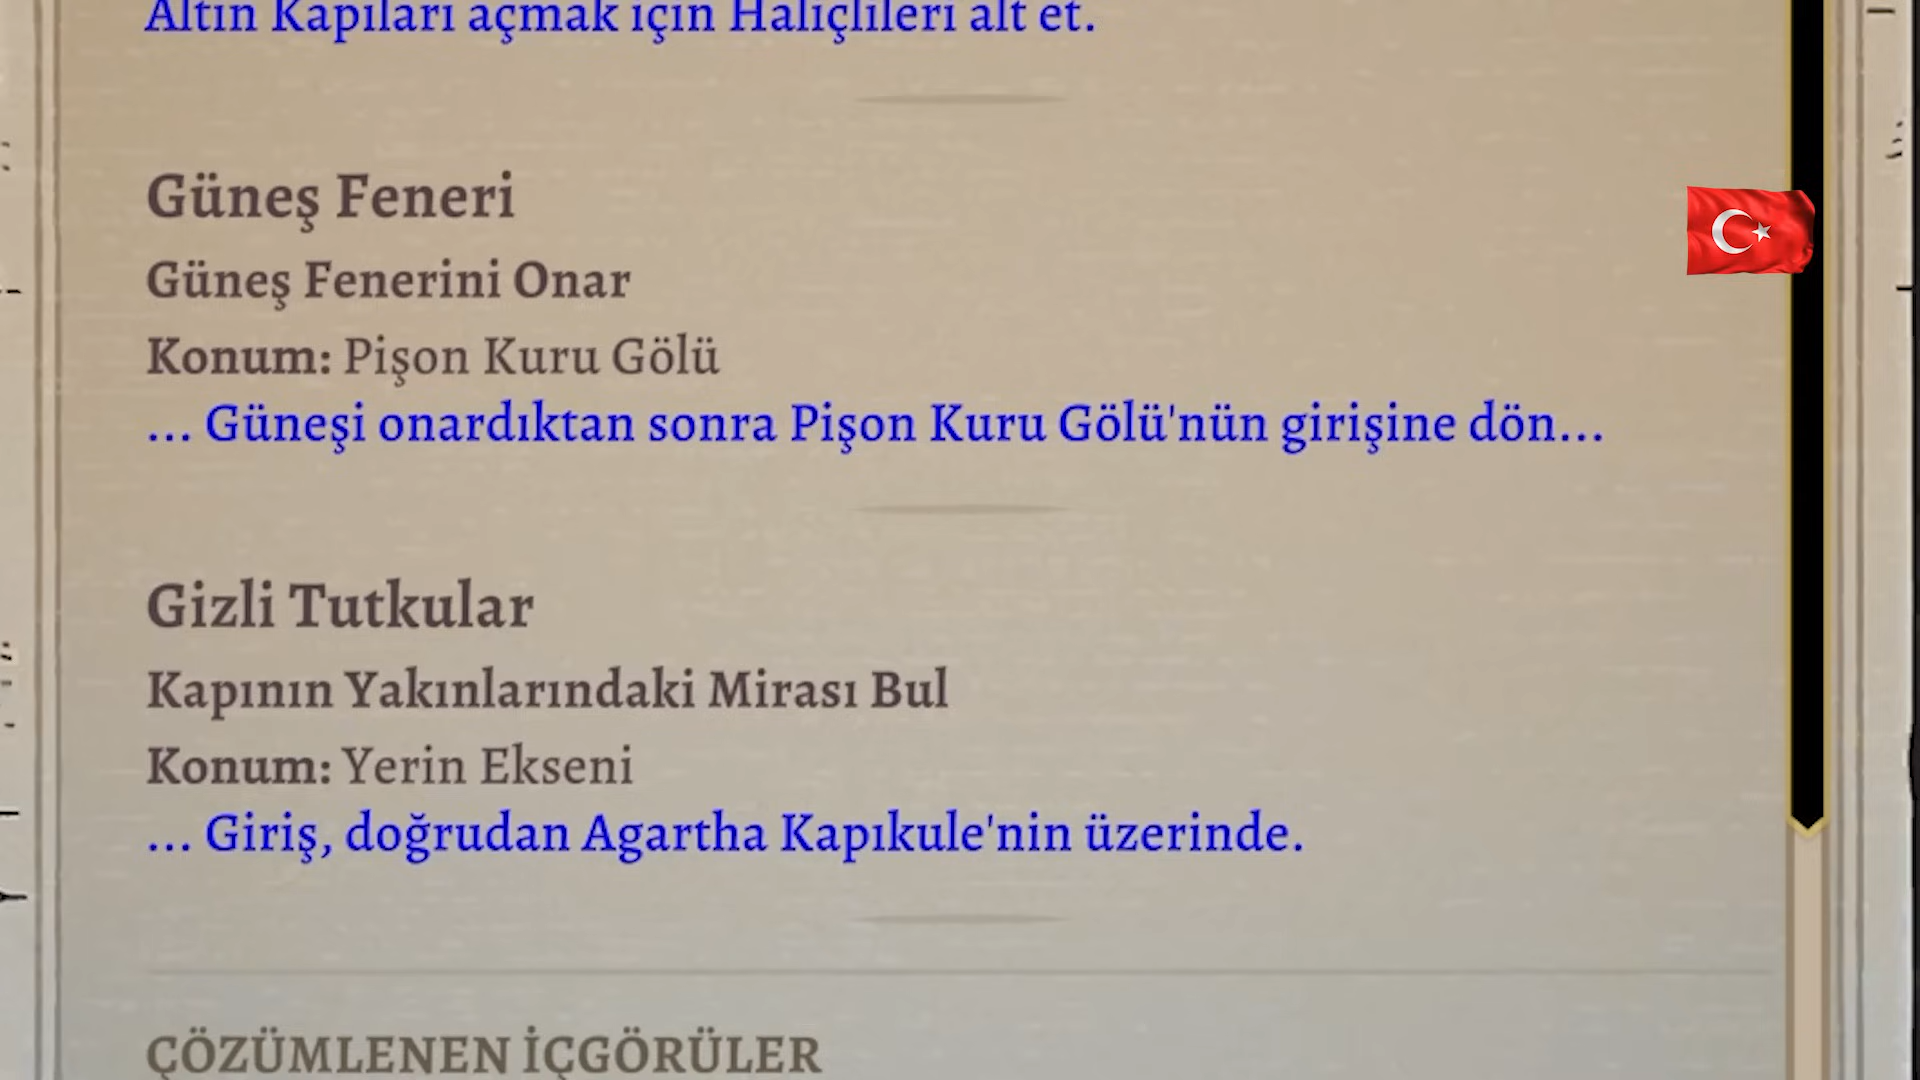 Altın Kapıları açmak için Haliçlileri alt et.
Güneş Feneri
Güneş Fenerini Onar
Konum: Pişon Kuru Gölü
... Güneşi onardıktan sonra Pişon Kuru Gölü'nün girişine dön...
Gizli Tutkular
Kapının Yakınlarındaki Mirası Bul
Konum: Yerin Ekseni
... Giriş, doğrudan Agartha Kapıkule'nin üzerinde.
ÇÖZÜMLENEN İÇGÖRÜLER